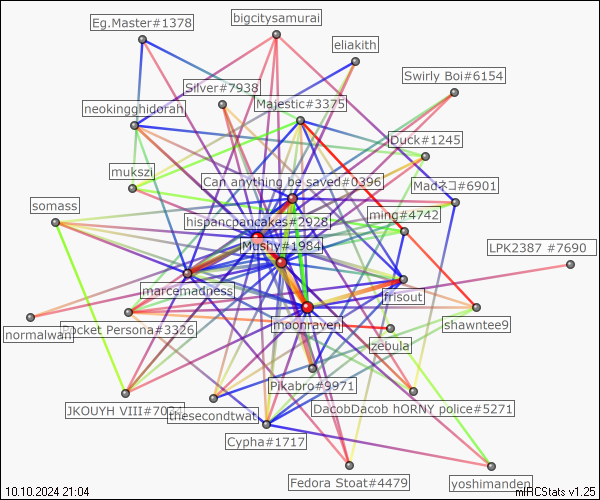 bigcitysamurai
Eg.Master#1378
eliakith
Swirly Boi#6154
Silver#7938
Majestic#3375
neokingghidorah
Duck#1245
mukszi
Can anything be saved#0396
Madネコ#6901
somass
hispancpancakes#2928
ming#4742
Mushy#1984
LPK2387 #7690
marcemadness
frisout
moonraven
shawntee9
normalwan
Pocket Persona#3326
zebula
Pikabro#9971
JKOUYH VIII#7024
thesecondtwat
DacobDacob hORNY police#5271
Cypha#1717
Fedora Stoat#4479
yoshimanden
10.10.2024 21:04
mIRCStats v1.25